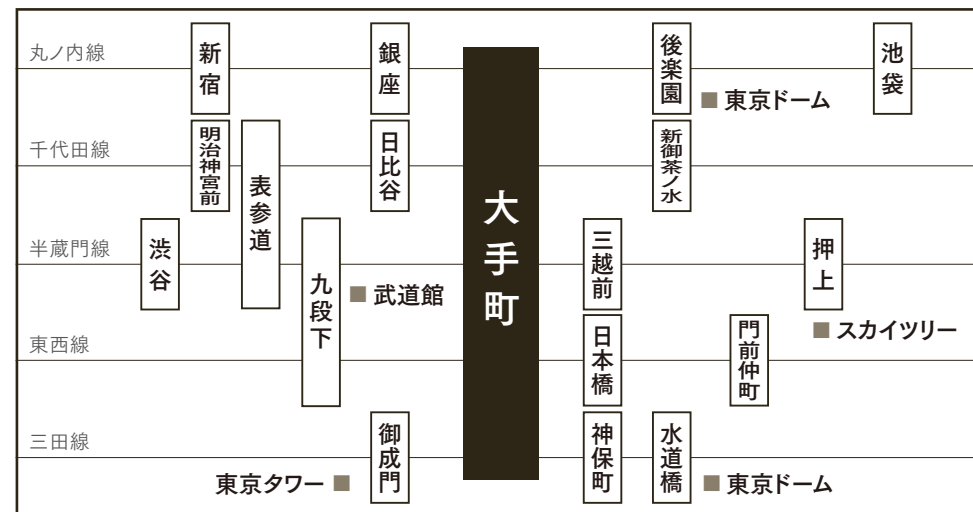 丸ノ内線
新宿
銀座
後楽園
東京ドーム
池袋
千代田線
明治神宮前
表参道
日比谷
新御茶ノ水
大手町
半蔵門線
渋谷
九段下
武道館
三越前
押上
スカイツリー
東西線
日本橋
門前仲町
三田線
東京タワー
御成門
神保町
水道橋
東京ドーム